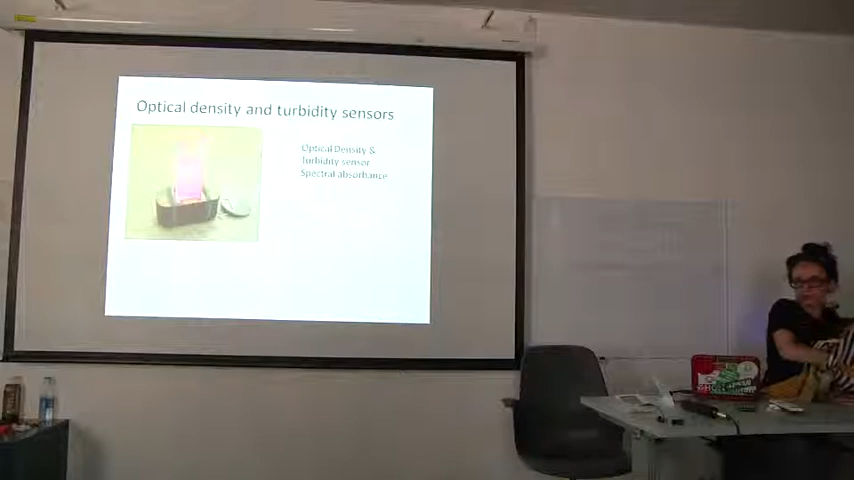 Optical density and turbidity sensors
Optical Density &
Turbidity sensor
Spectral absorbance